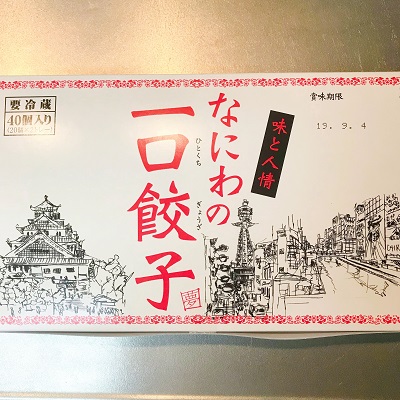 賞味期限
19.9.4
味と人情
なにわの
一口餃子
ひとくち
ぎょうざ
夢
要冷蔵
40個入り